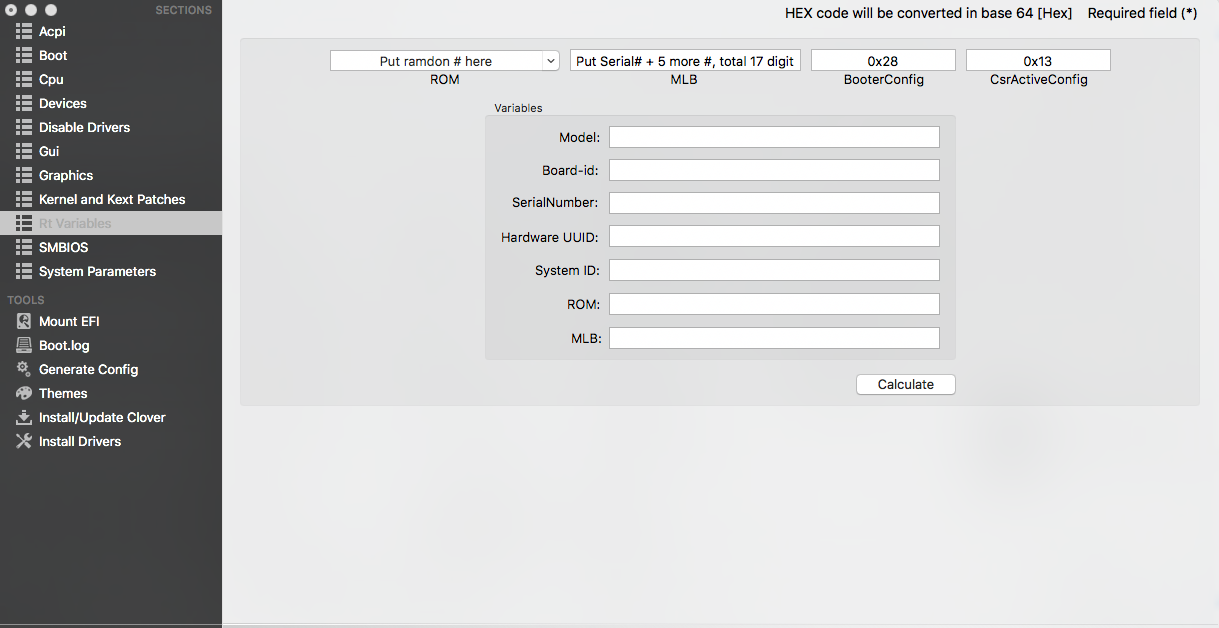 SECTIONS
Acpi
Boot
Cpu
Devices
Disable Drivers
Gui
Graphics
Kernel and Kext Patches
Rt Variables
SMBIOS
System Parameters
TOOLS
Mount EFI
Boot.log
Generate Config
Themes
Install/Update Clover
Install Drivers
HEX code will be converted in base 64 [Hex] Required field (*)
Put ramdon # here Put Serial# + 5 more #, total 17 digit 0x28 0x13
ROM MLB BooterConfig CsrActiveConfig
Variables
Model:
Board-id:
SerialNumber:
Hardware UUID:
System ID:
ROM:
MLB:
Calculate